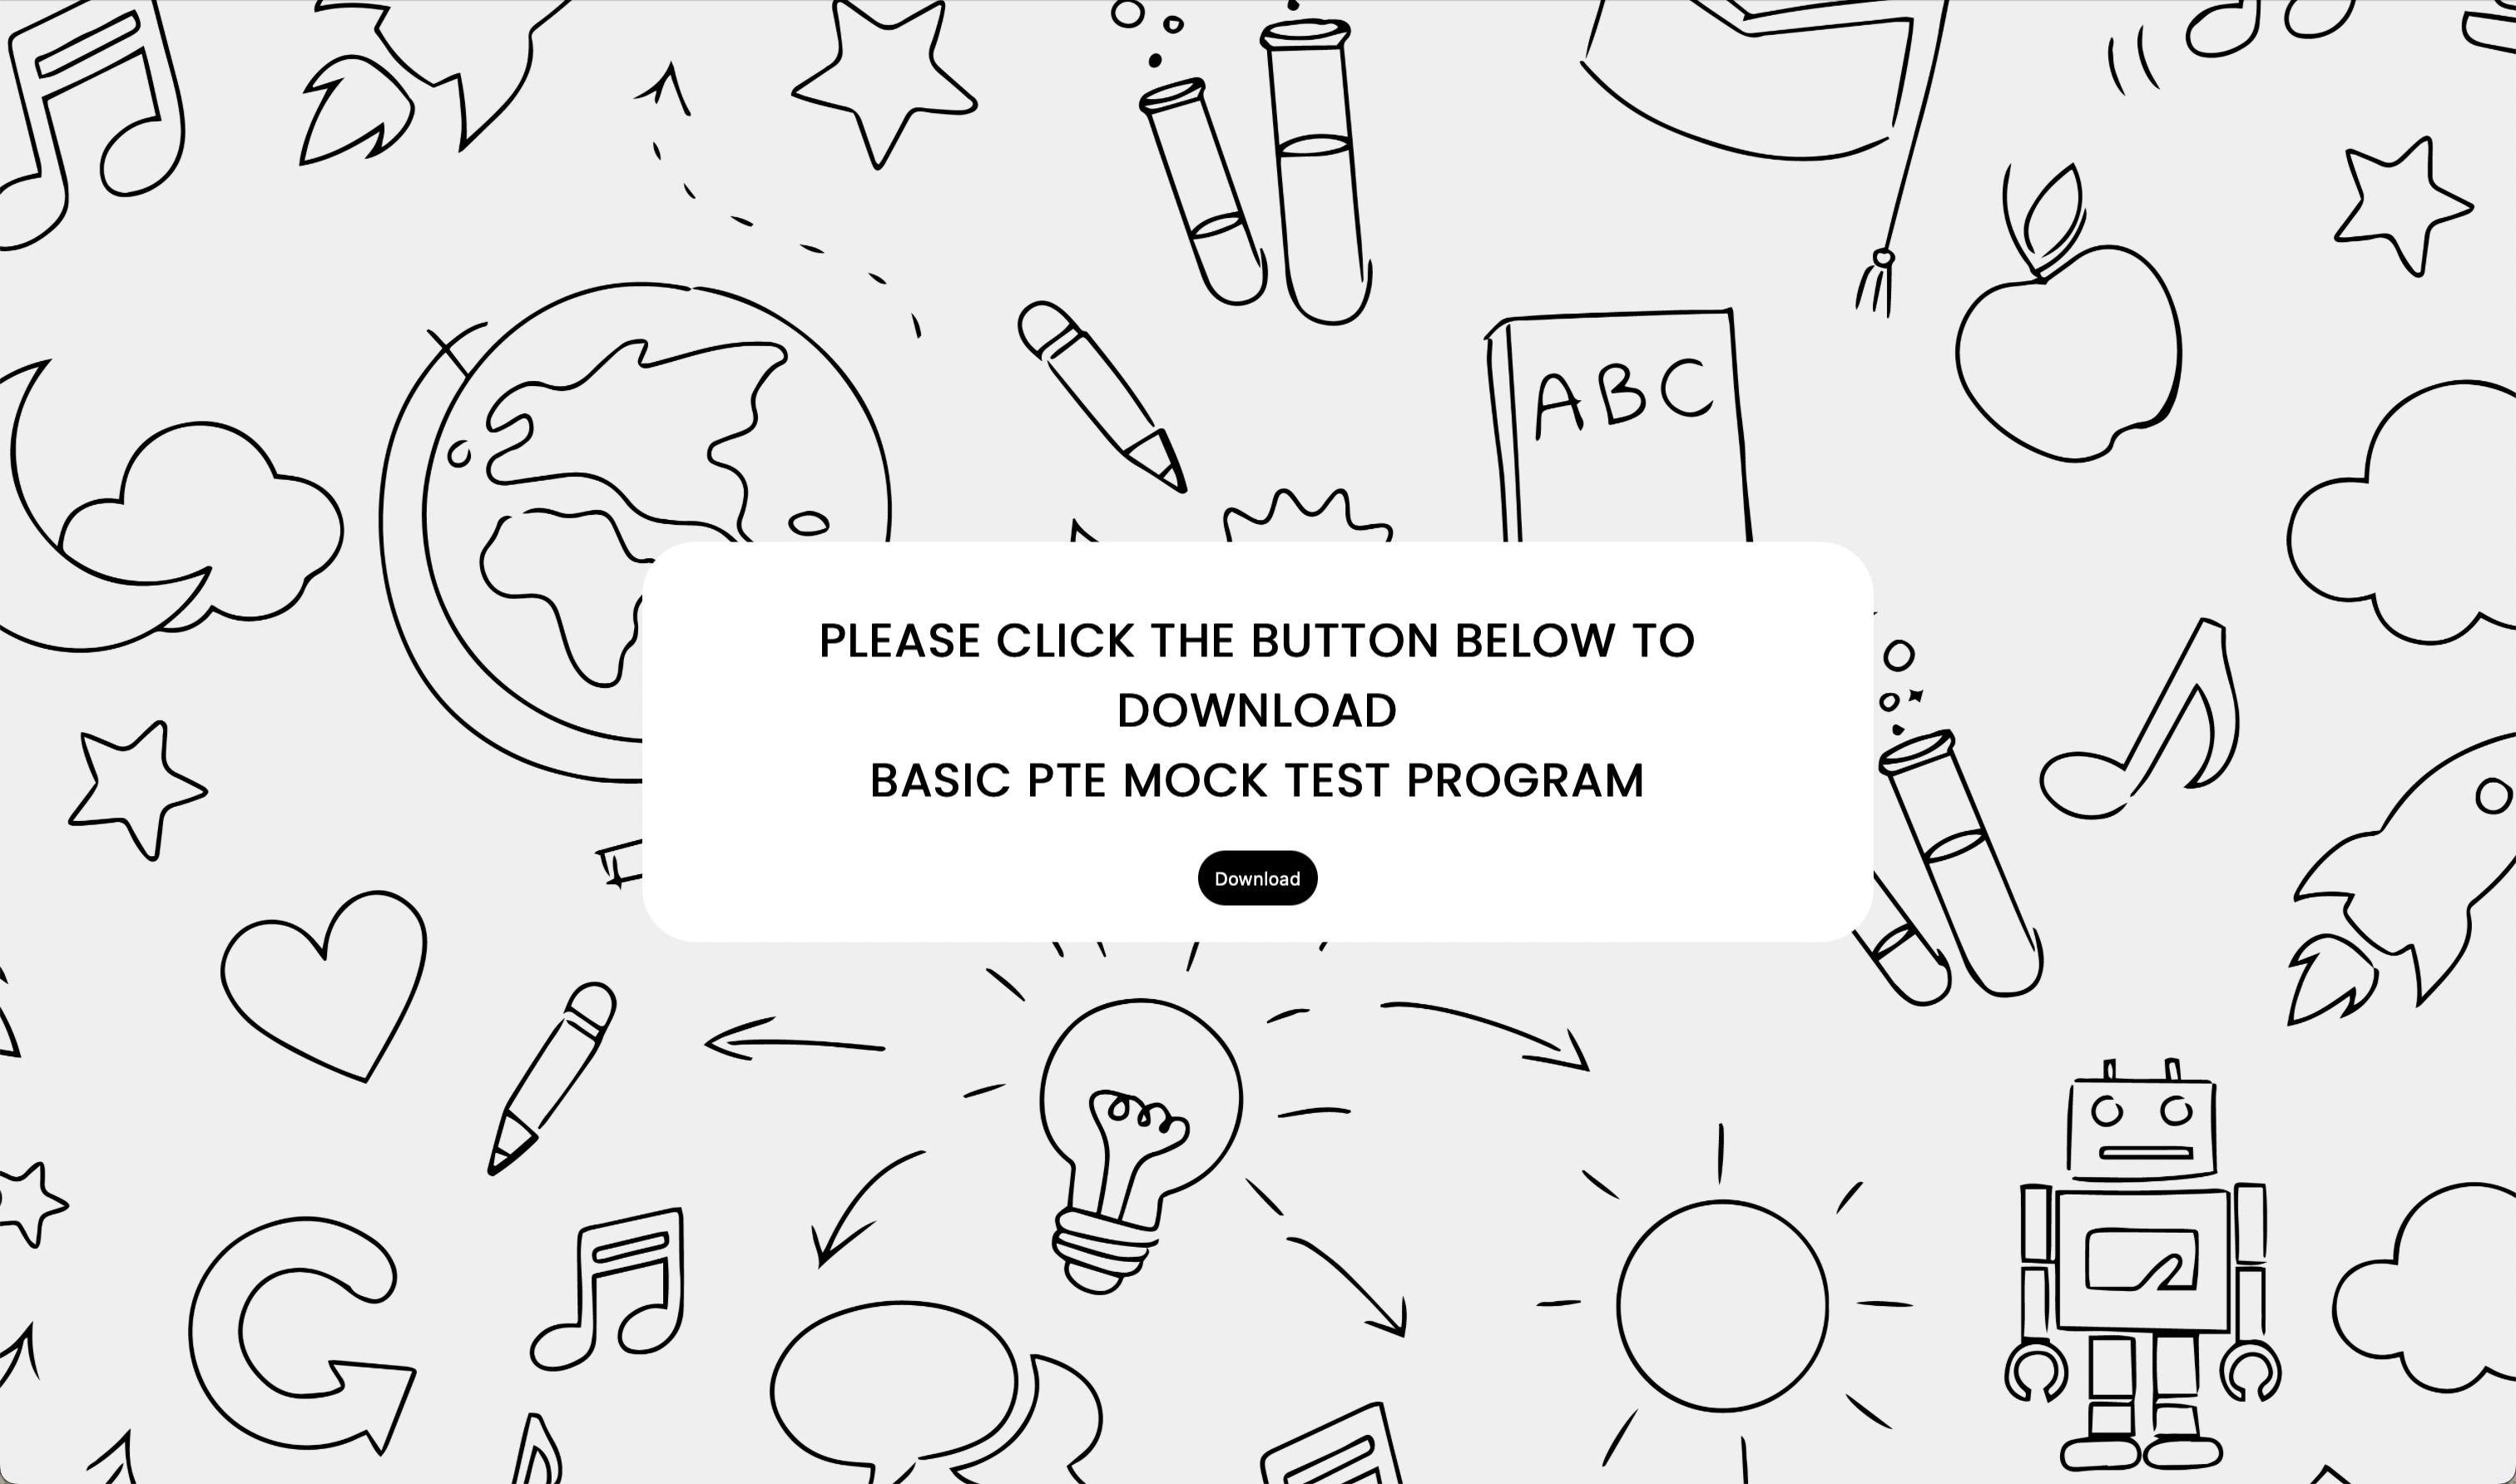 ABC
PLEASE CLICK THE BUTTON BELOW TO
DOWNLOAD
BASIC PTE MOCK TEST PROGRAM
Download